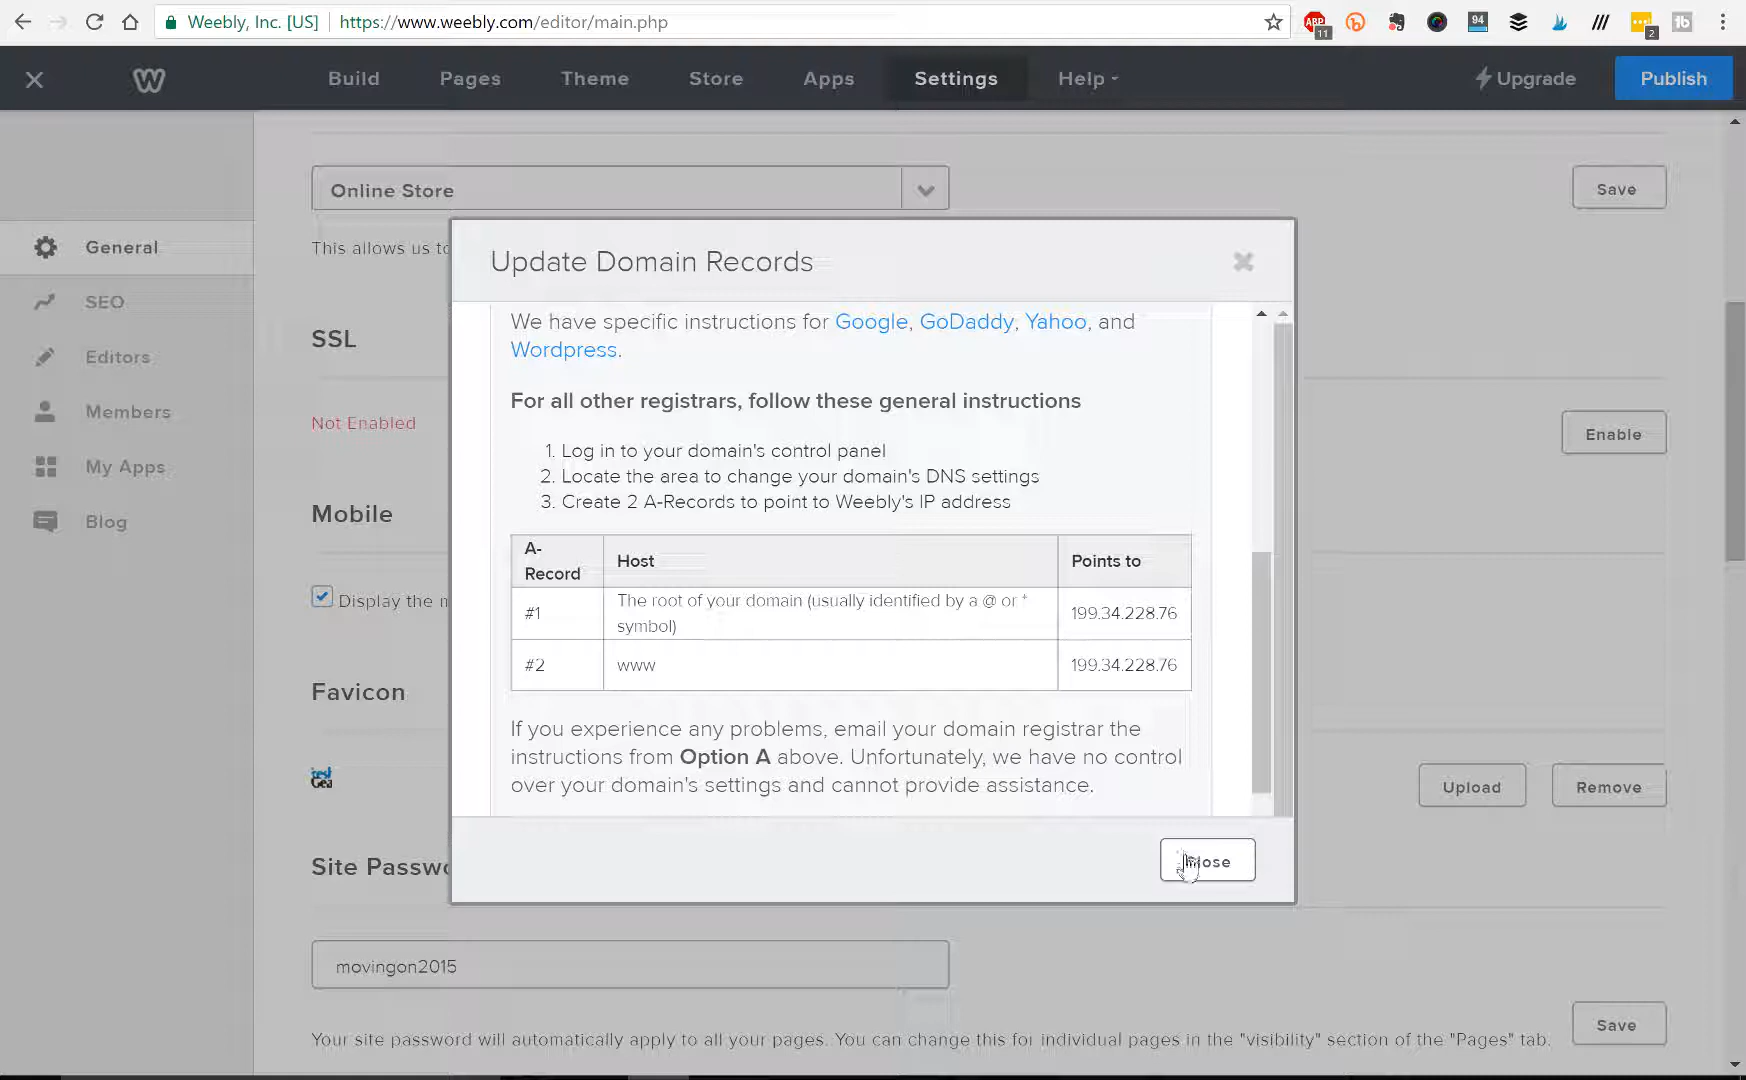 Weebly, Inc. [US] https://www.weebly.com/editor/main.php
ABP
11
94
2
Build Pages Theme Store Apps Settings Help Upgrade Publish
Online Store
Save
This allows us to
General
SEO
Editors
Members
My Apps
Blog
SSL
Not Enabled
Enable
Mobile
Display the m
Favicon
Upload Remove
Site Passwo
movingon2015
Your site password will automatically apply to all your pages. You can change this for individual pages in the "visibility" section of the "Pages" tab.
Save
Update Domain Records
We have specific instructions for Google, GoDaddy, Yahoo, and
Wordpress.
For all other registrars, follow these general instructions
1. Log in to your domain's control panel
2. Locate the area to change your domain's DNS settings
3. Create 2 A-Records to point to Weebly's IP address
A-
Record
Host
Points to
#1
The root of your domain (usually identified by a @ or *
symbol)
199.34.228.76
#2
www
199.34.228.76
If you experience any problems, email your domain registrar the
instructions from Option A above. Unfortunately, we have no control
over your domain's settings and cannot provide assistance.